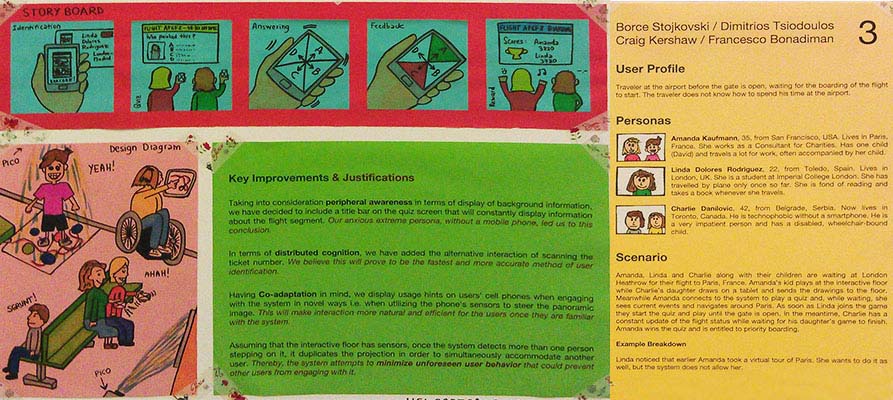 STORY BOARD
Identification
Linda
Dolores
Rodriguez
London-
Madrid
FLIGHT
Who painted this?
Quiz
Answering
A
B
C
D
Feedback
A
B
C
D
FLIGHT AFCKZ BOARDING
Scores: Amanda
3220
Linda
3420
Reward
PICO
Design Diagram
YEAH!
AHAH!
SGRUNT!
PICO
Key Improvements & Justifications
Taking into consideration peripheral awareness in terms of display of background information,
we have decided to include a title bar on the quiz screen that will constantly display information
about the flight segment. Our anxious extreme persona, without a mobile phone, led us to this
conclusion.
In terms of distributed cognition, we have added the alternative interaction of scanning the
ticket number. We believe this will prove to be the fastest and more accurate method of user
identification.
Having Co-adaptation in mind, we display usage hints on users' cell phones when engaging
with the system in novel ways i.e. when utilizing the phone's sensors to steer the panoramic
image. This will make interaction more natural and efficient for the users once they are familiar
with the system.
Assuming that the interactive floor has sensors, once the system detects more than one person
stepping on it, it duplicates the projection in order to simultaneously accommodate another
user. Thereby, the system attempts to minimize unforeseen user behavior that could prevent
other users from engaging with it.
Borce Stojkovski / Dimitrios Tsiodoulos
Craig Kershaw / Francesco Bonadiman
3
User Profile
Traveler at the airport before the gate is open, waiting for the boarding of the flight
to start. The traveler does not know how to spend his time at the airport.
Personas
Amanda Kaufmann, 35, from San Francisco, USA. Lives in Paris,
France. She works as a Consultant for Charities. Has one child
(David) and travels a lot for work, often accompanied by her child.
Linda Dolores Rodriguez, 22, from Toledo, Spain. Lives in
London, UK. She is a student at Imperial College London. She has
travelled by plane only once so far. She is fond of reading and
takes a book whenever she travels.
Charlie Danilovic, 42, from Belgrade, Serbia. Now lives in
Toronto, Canada. He is technophobic without a smartphone. He is
a very impatient person and has a disabled, wheelchair-bound
child.
Scenario
Amanda, Linda and Charlie along with their children are waiting at London
Heathrow for their flight to Paris, France. Amanda's kid plays at the interactive floor
while Charlie's daughter draws on a tablet and sends the drawings to the floor.
Meanwhile Amanda connects to the system to play a quiz and, while waiting, she
sees current events and navigates around Paris. As soon as Linda joins the game
they start the quiz and play until the gate is open. In the meantime, Charlie has a
constant update of the flight status while waiting for his daughter's game to finish.
Amanda wins the quiz and is entitled to priority boarding.
Example Breakdown
Linda noticed that earlier Amanda took a virtual tour of Paris. She wants to do it as
well, but the system does not allow her.